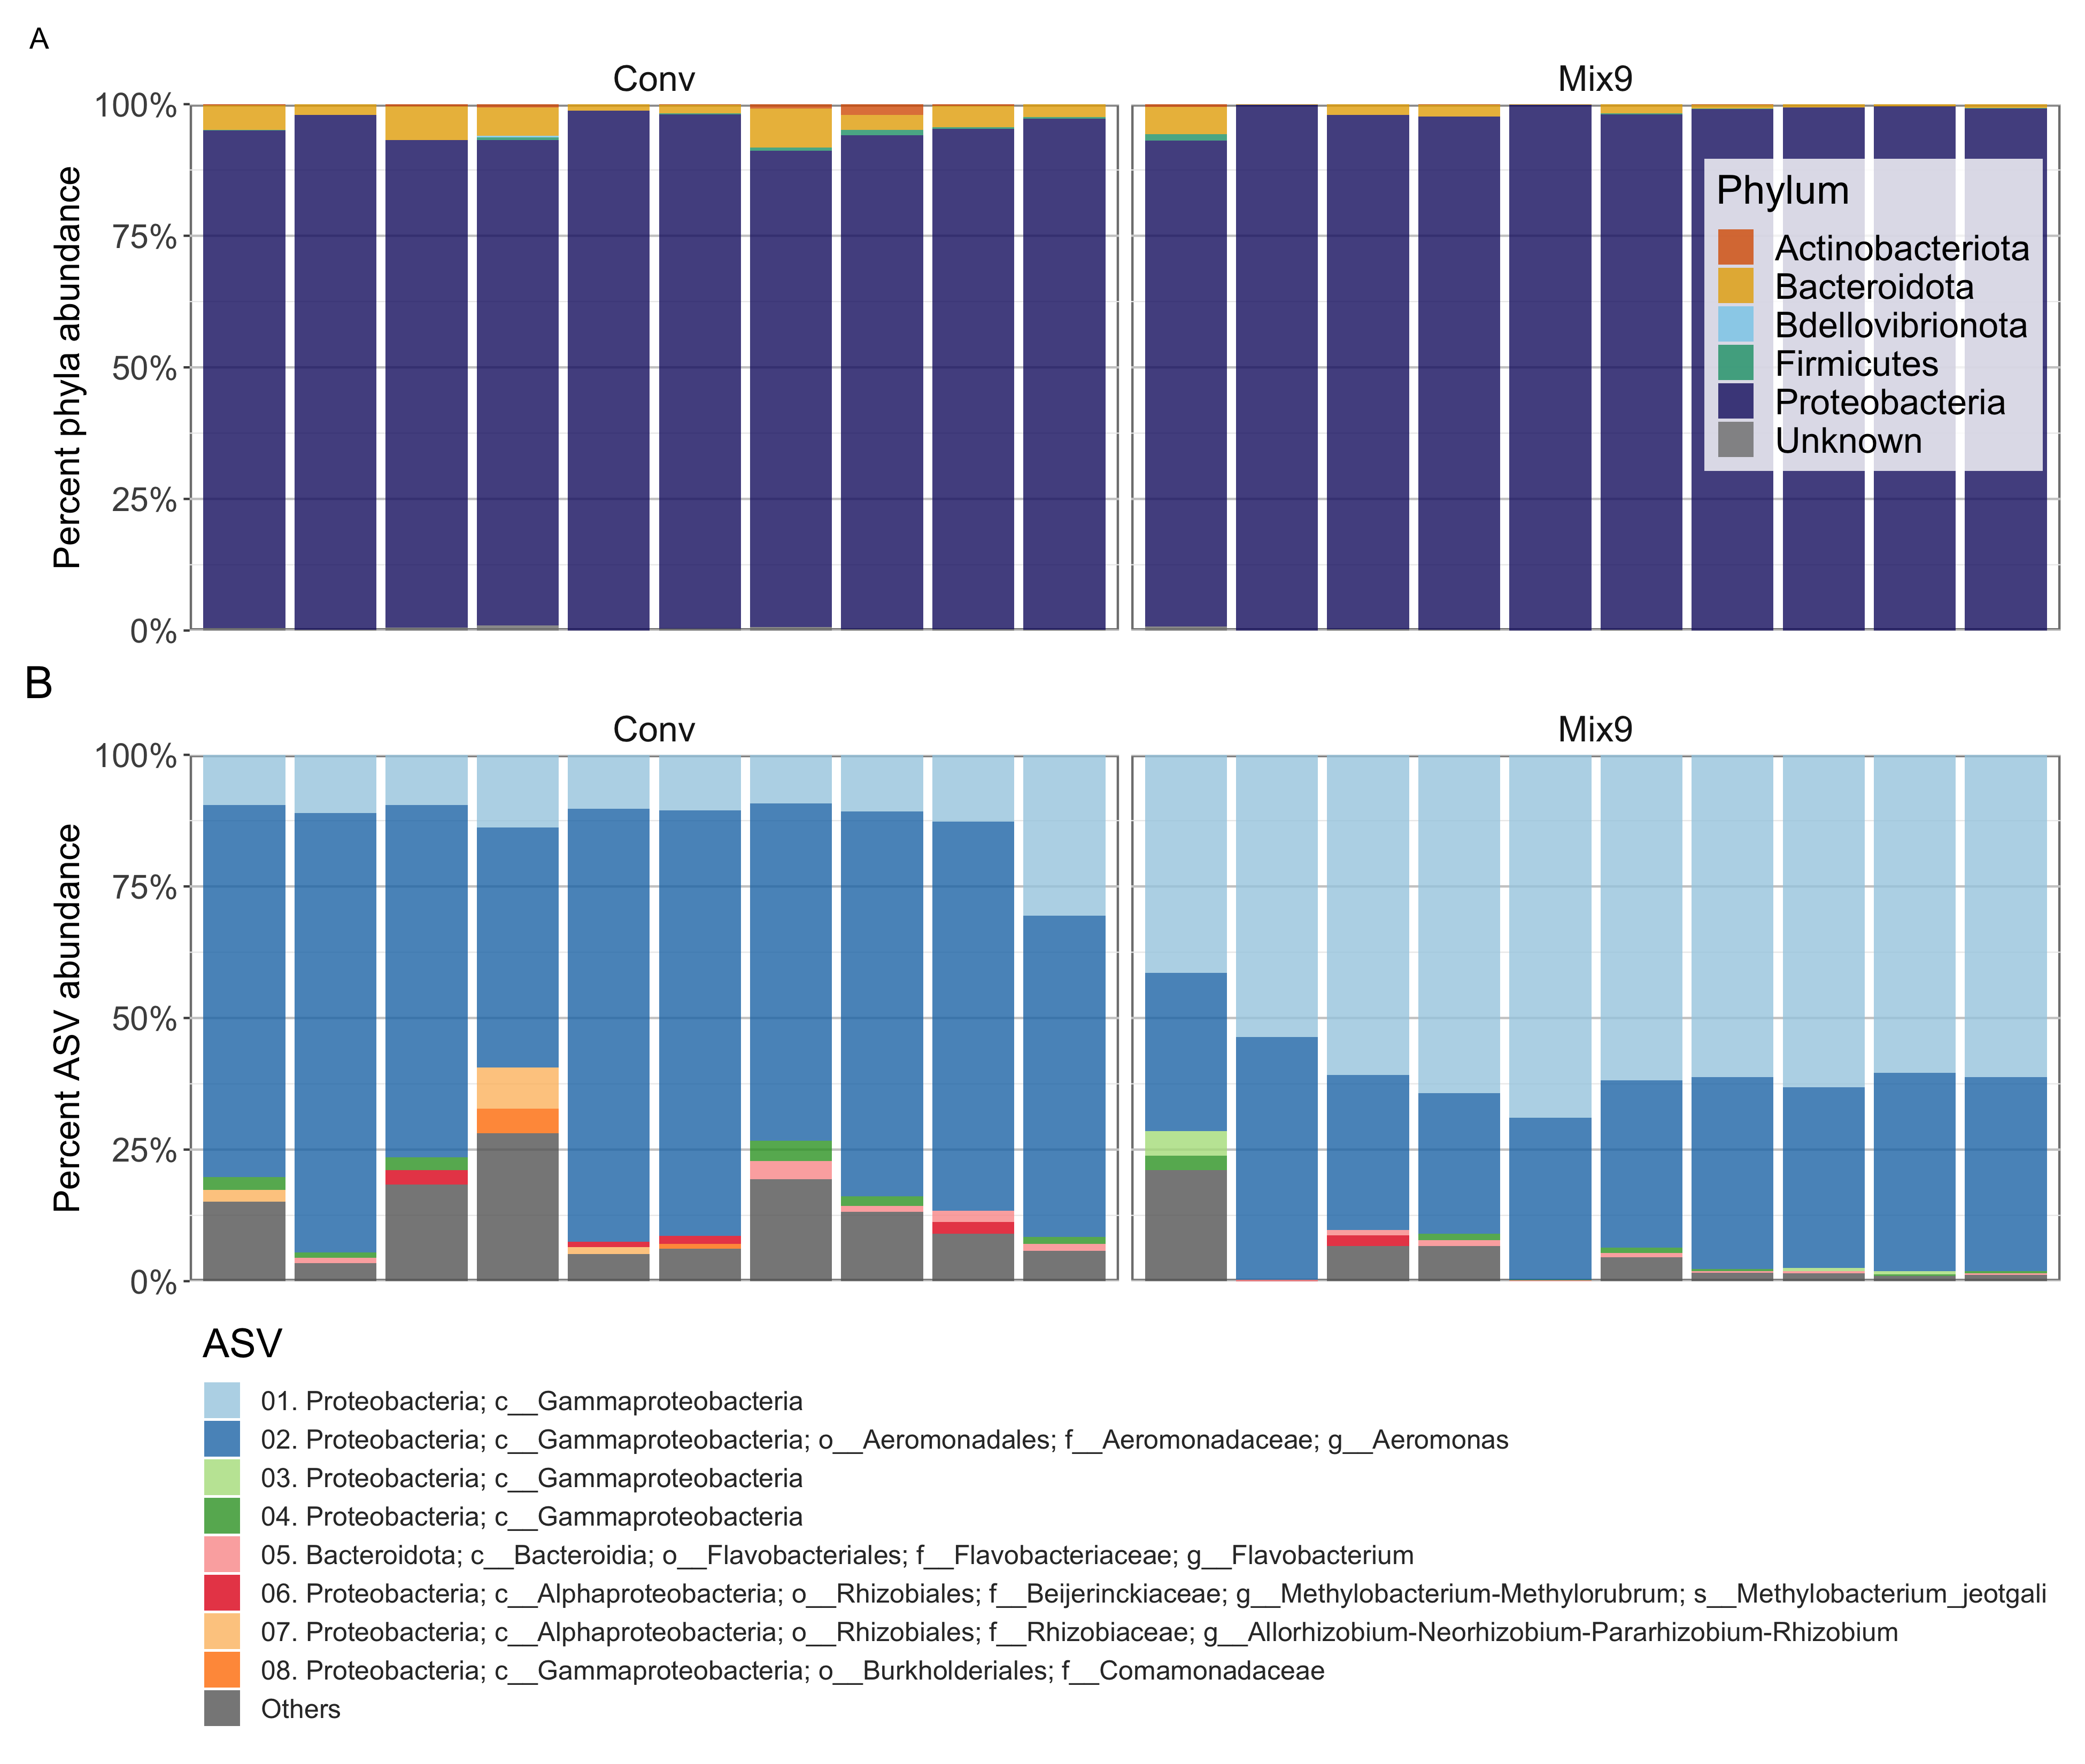 A
Conv
Mix9
Percent phyla abundance
100%
75%
50%
25%
0%
Phylum
Actinobacteriota
Bacteroidota
Bdellovibrionota
Firmicutes
Proteobacteria
Unknown
B
Conv
Mix9
Percent ASV abundance
100%
75%
50%
25%
0%
ASV
01. Proteobacteria; c__Gammaproteobacteria
02. Proteobacteria; c__Gammaproteobacteria; o__Aeromonadales; f__Aeromonadaceae; g__Aeromonas
03. Proteobacteria; c__Gammaproteobacteria
04. Proteobacteria; c__Gammaproteobacteria
05. Bacteroidota; c__Bacteroidia; o__Flavobacteriales; f__Flavobacteriaceae; g__Flavobacterium
06. Proteobacteria; c__Alphaproteobacteria; o__Rhizobiales; f__Beijerinckiaceae; g__Methylobacterium-Methylorubrum; s__Methylobacterium_jeotgali
07. Proteobacteria; c__Alphaproteobacteria; o__Rhizobiales; f__Rhizobiaceae; g__Allorhizobium-Neorhizobium-Pararhizobium-Rhizobium
08. Proteobacteria; c__Gammaproteobacteria; o__Burkholderiales; f__Comamonadaceae
Others